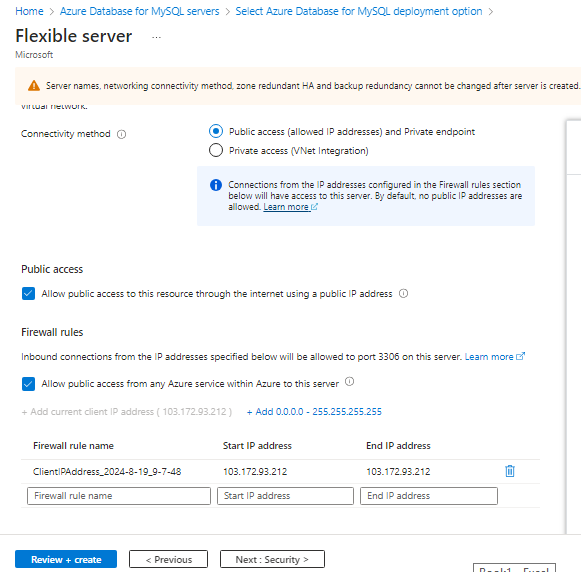 Home > Azure Database for MySQL servers > Select Azure Database for MySQL deployment option >
Flexible server ...
Microsoft
Server names, networking connectivity method, zone redundant HA and backup redundancy cannot be changed after server is created.
virtual network.
Connectivity method
Public access (allowed IP addresses) and Private endpoint
Private access (VNet Integration)
Connections from the IP addresses configured in the Firewall rules section
below will have access to this server. By default, no public IP addresses are
allowed. Learn more
Public access
Allow public access to this resource through the internet using a public IP address
Firewall rules
Inbound connections from the IP addresses specified below will be allowed to port 3306 on this server. Learn more
Allow public access from any Azure service within Azure to this server
+ Add current client IP address ( 103.172.93.212 ) + Add 0.0.0.0 - 255.255.255.255
Firewall rule name Start IP address End IP address
ClientIPAddress_2024-8-19_9-7-48 103.172.93.212 103.172.93.212
Firewall rule name Start IP address End IP address
Review + create < Previous Next : Security >
Book1 - Excel